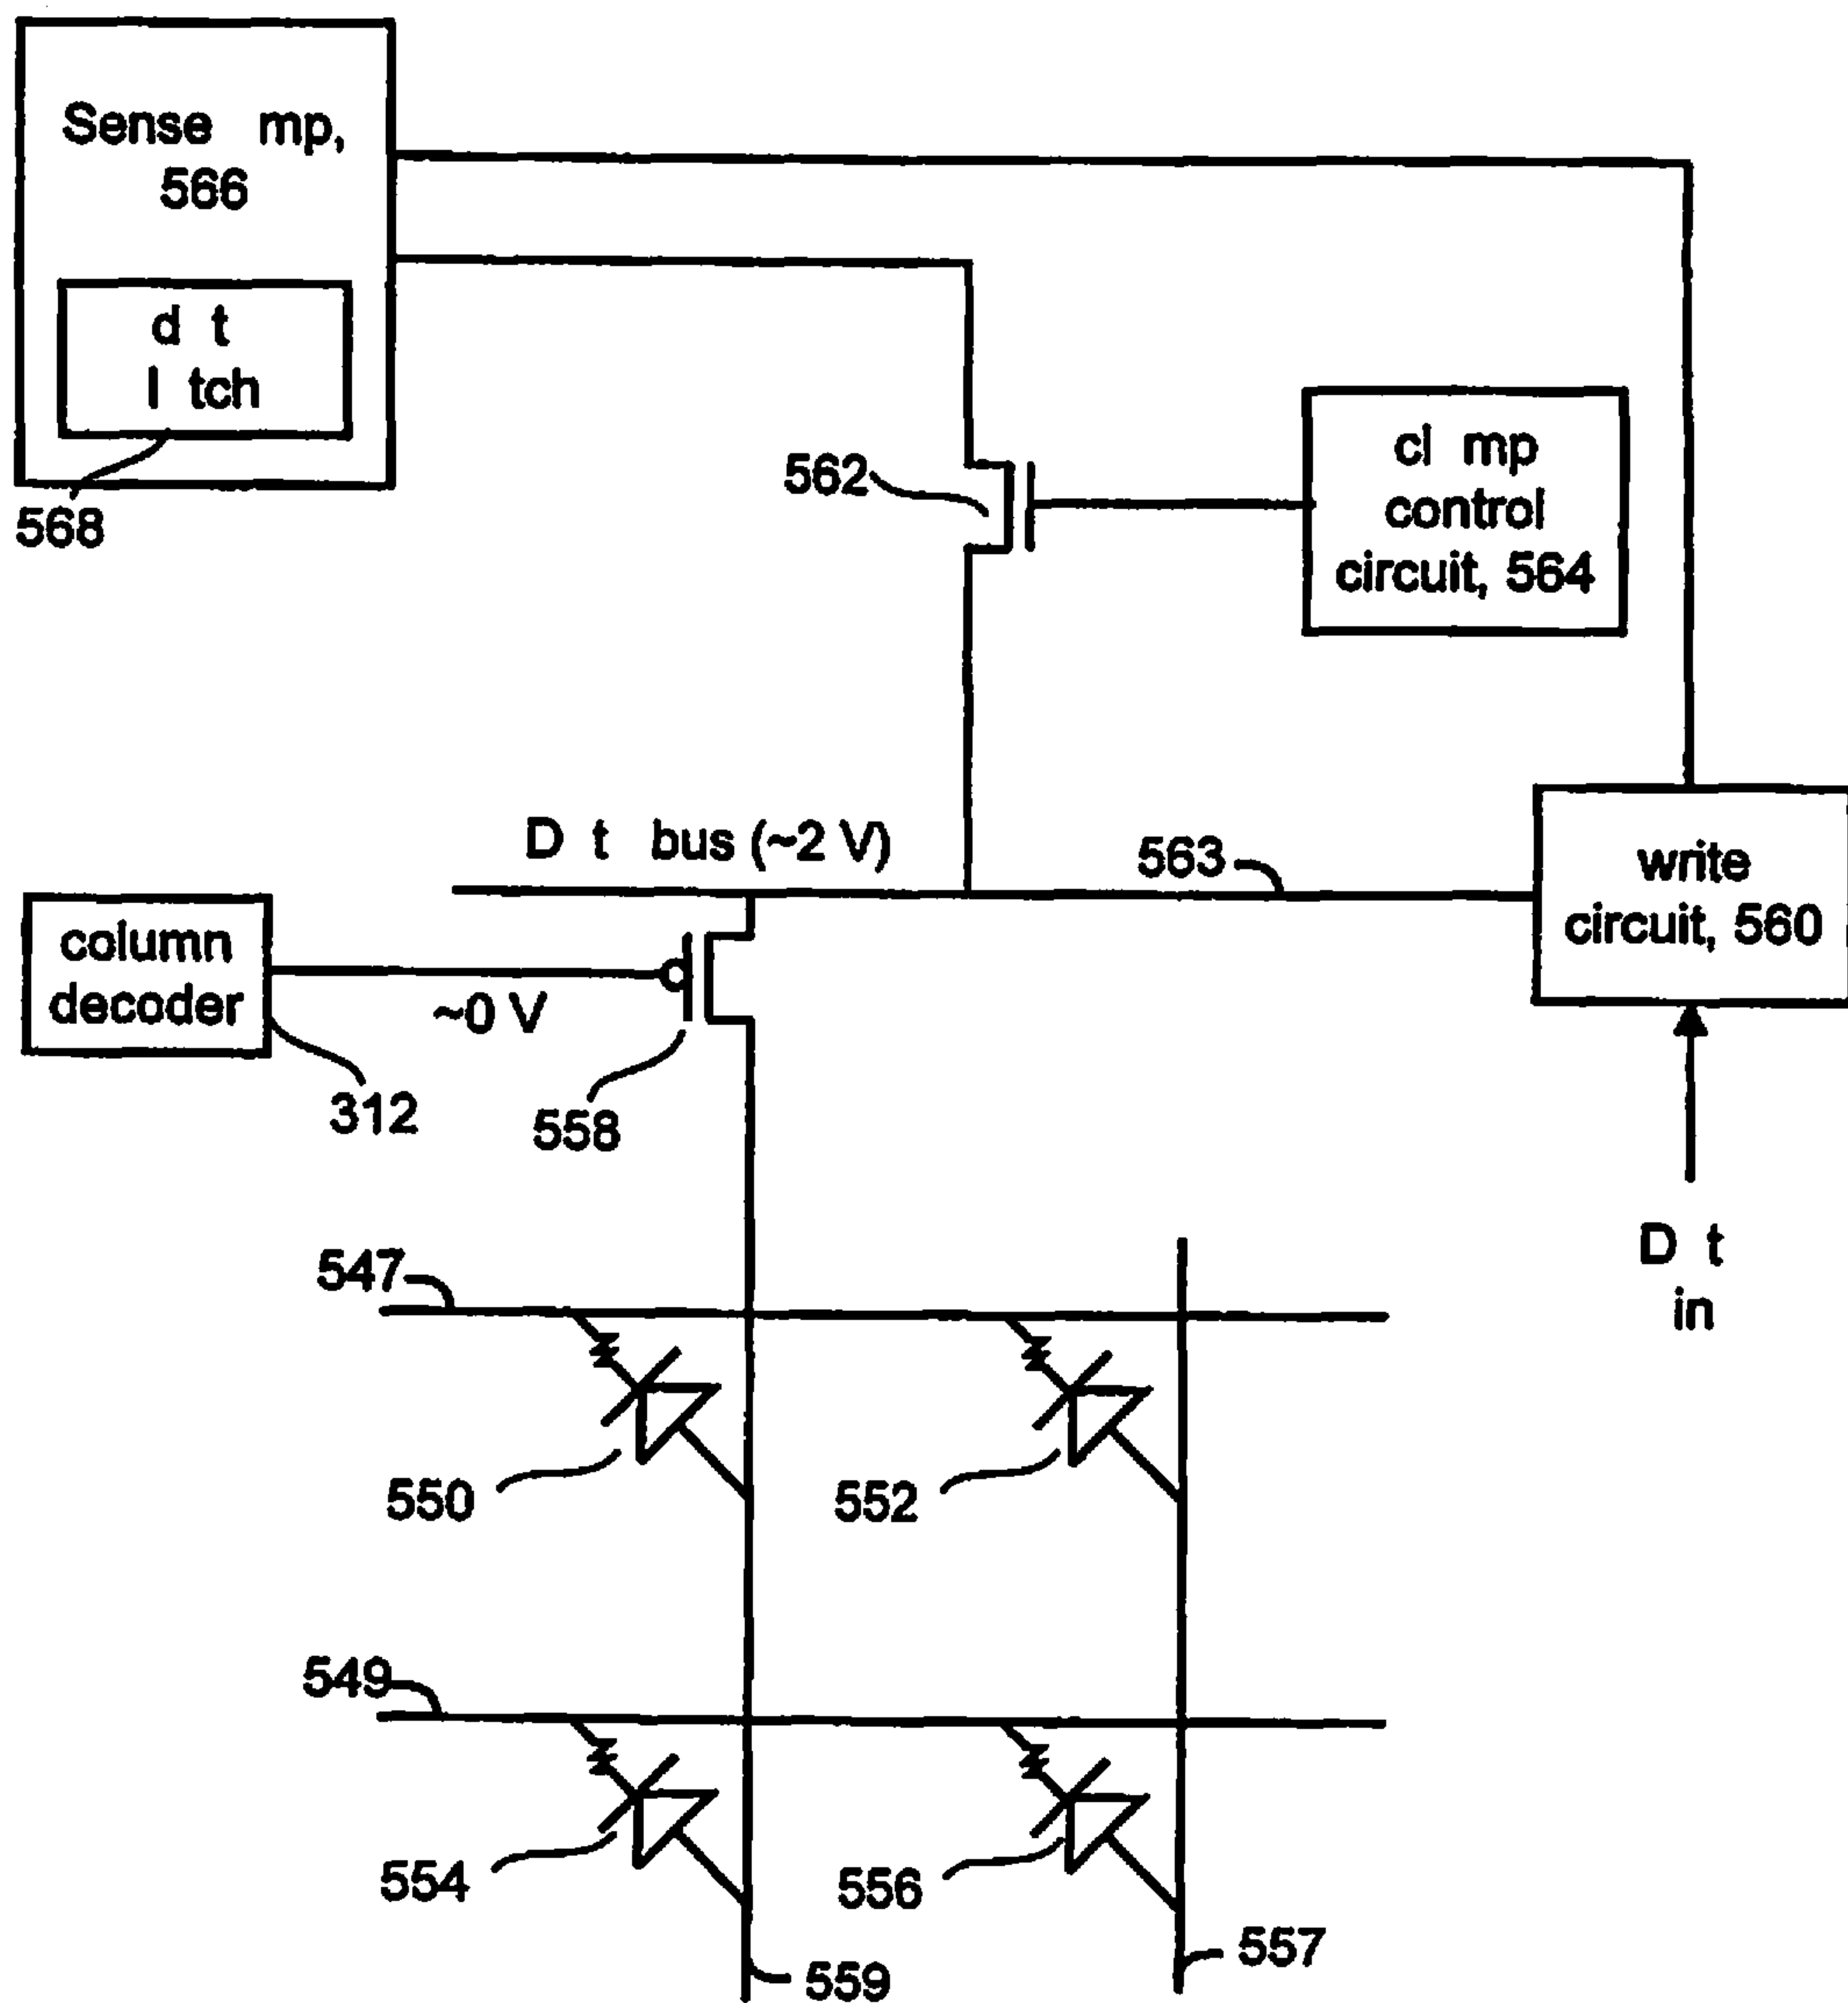 Sense mp,
566
d t
l tch
568
562
cl mp
control
circuit, 564
D t bus (~2 V)
563
write
circuit, 560
column
decoder
~0 V
312
558
D t
in
547
550
552
549
554
556
559
557